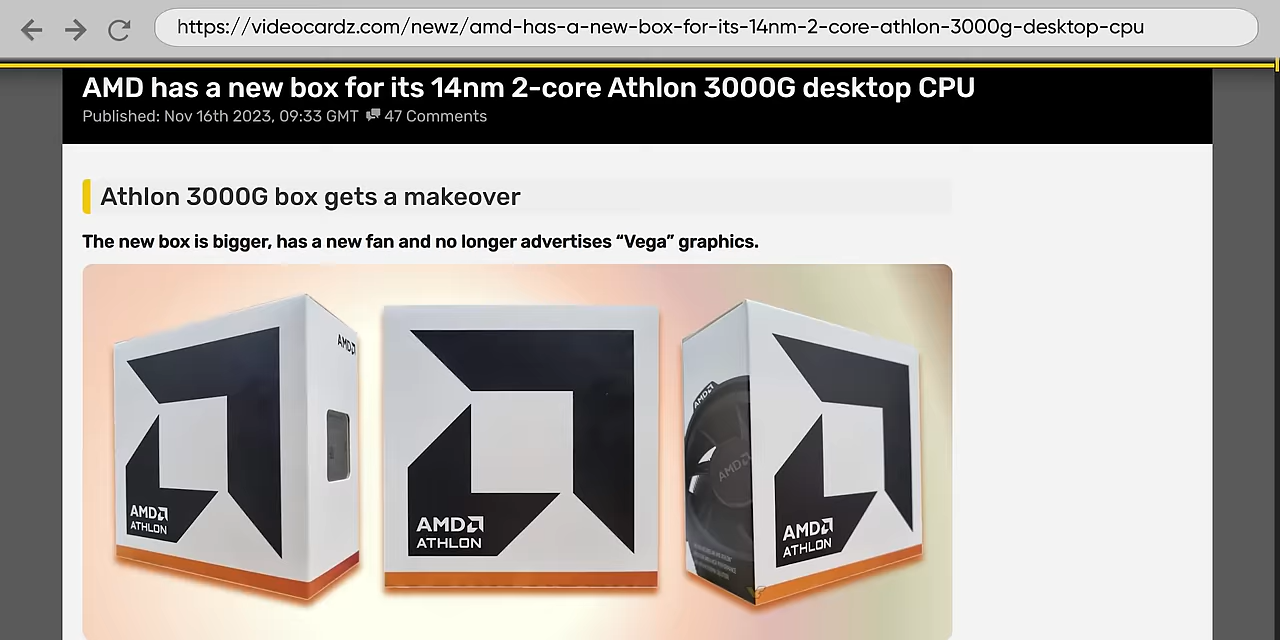 https://videocardz.com/newz/amd-has-a-new-box-for-its-14nm-2-core-athlon-3000g-desktop-cpu
AMD has a new box for its 14nm 2-core Athlon 3000G desktop CPU
Published: Nov 16th 2023, 09:33 GMT 47 Comments
Athlon 3000G box gets a makeover
The new box is bigger, has a new fan and no longer advertises “Vega” graphics.
AMD
AMD
ATHLON
AMD
ATHLON
AMD
AMD
AMD
ATHLON